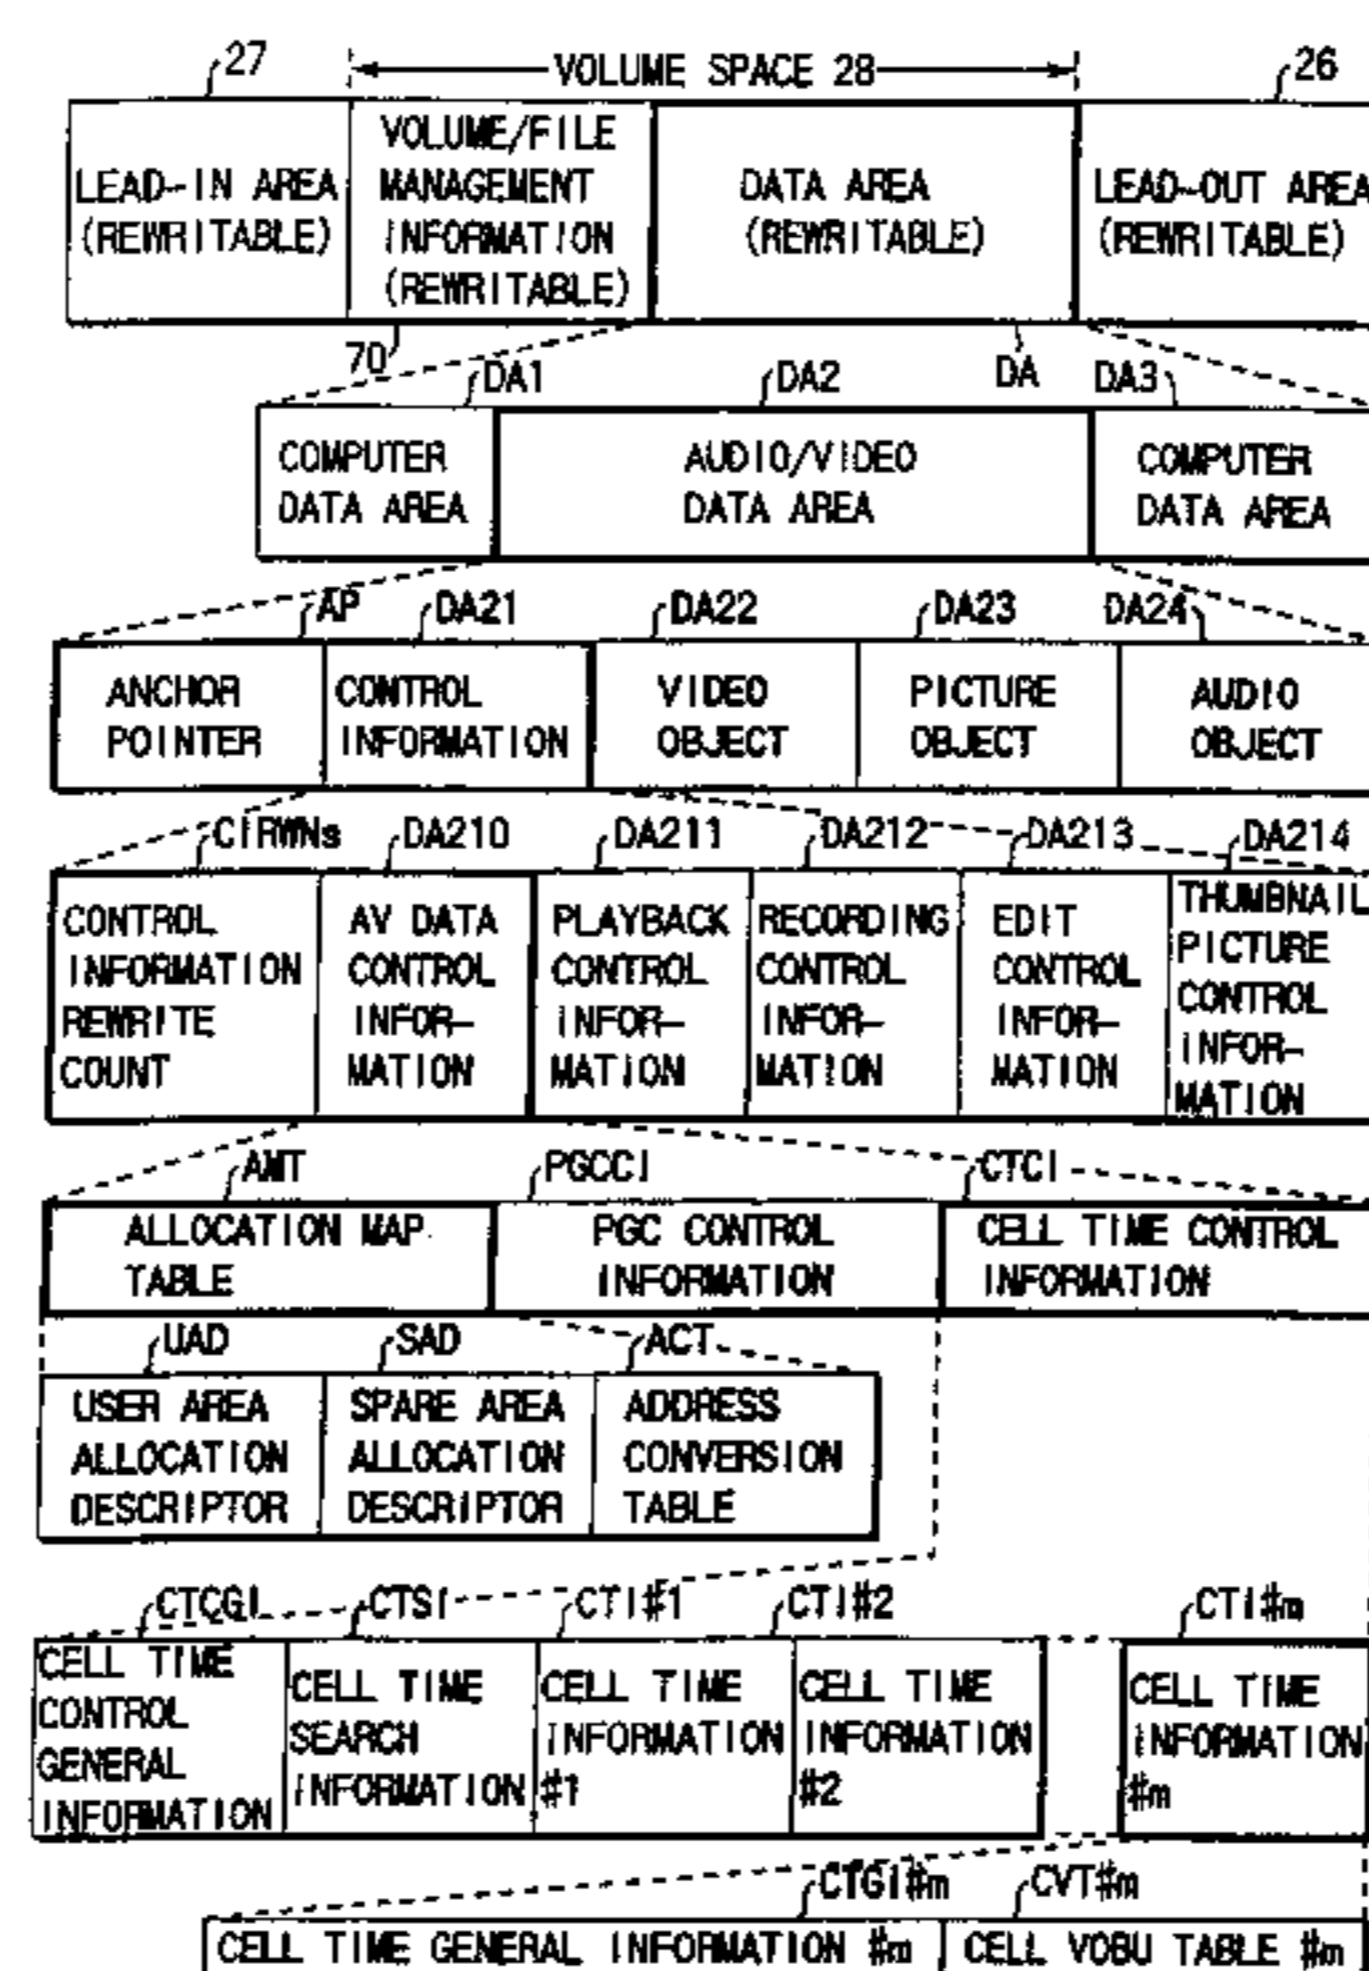 27
VOLUME SPACE 28
26
LEAD-IN AREA
(REWRITABLE)
VOLUME/FILE
MANAGEMENT
INFORMATION
(REWRITABLE)
DATA AREA
(REWRITABLE)
LEAD-OUT AREA
(REWRITABLE)
70
DA1
DA2
DA
DA3
COMPUTER
DATA AREA
AUDIO/VIDEO
DATA AREA
COMPUTER
DATA AREA
AP
DA21
DA22
DA23
DA24
ANCHOR
POINTER
CONTROL
INFORMATION
VIDEO
OBJECT
PICTURE
OBJECT
AUDIO
OBJECT
CIRWNs
DA210
DA211
DA212
DA213
DA214
CONTROL
INFORMATION
REWRITE
COUNT
AV DATA
CONTROL
INFOR-
MATION
PLAYBACK
CONTROL
INFOR-
MATION
RECORDING
CONTROL
INFOR-
MATION
EDIT
CONTROL
INFOR-
MATION
THUMBNAIL
PICTURE
CONTROL
INFOR-
MATION
AMT
PGCCI
CTCI
ALLOCATION MAP
TABLE
PGC CONTROL
INFORMATION
CELL TIME CONTROL
INFORMATION
UAD
SAD
ACT
USER AREA
ALLOCATION
DESCRIPTOR
SPARE AREA
ALLOCATION
DESCRIPTOR
ADDRESS
CONVERSION
TABLE
CTCGI
CTSI
CTI#1
CTI#2
CTI#m
CELL TIME
CONTROL
GENERAL
INFORMATION
CELL TIME
SEARCH
INFORMATION
CELL TIME
INFORMATION
#1
CELL TIME
INFORMATION
#2
CELL TIME
INFORMATION
#m
CTGI#m
CVT#m
CELL TIME GENERAL INFORMATION #m
CELL VOBU TABLE #m